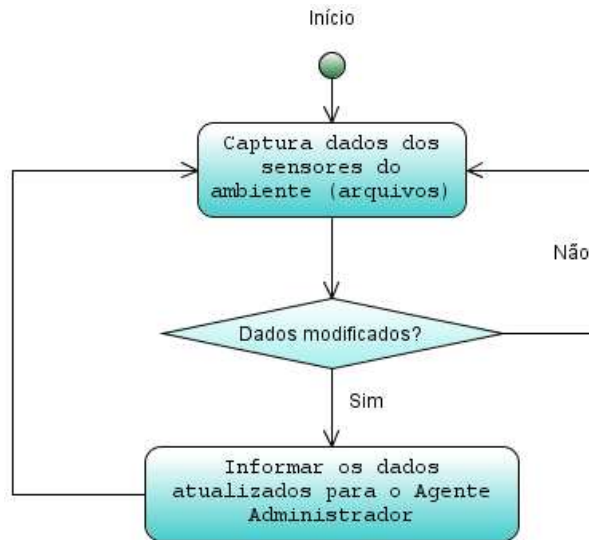 Início
Captura dados dos
sensores do
ambiente (arquivos)
Não
Dados modificados?
Sim
Informar os dados
atualizados para o Agente
Administrador